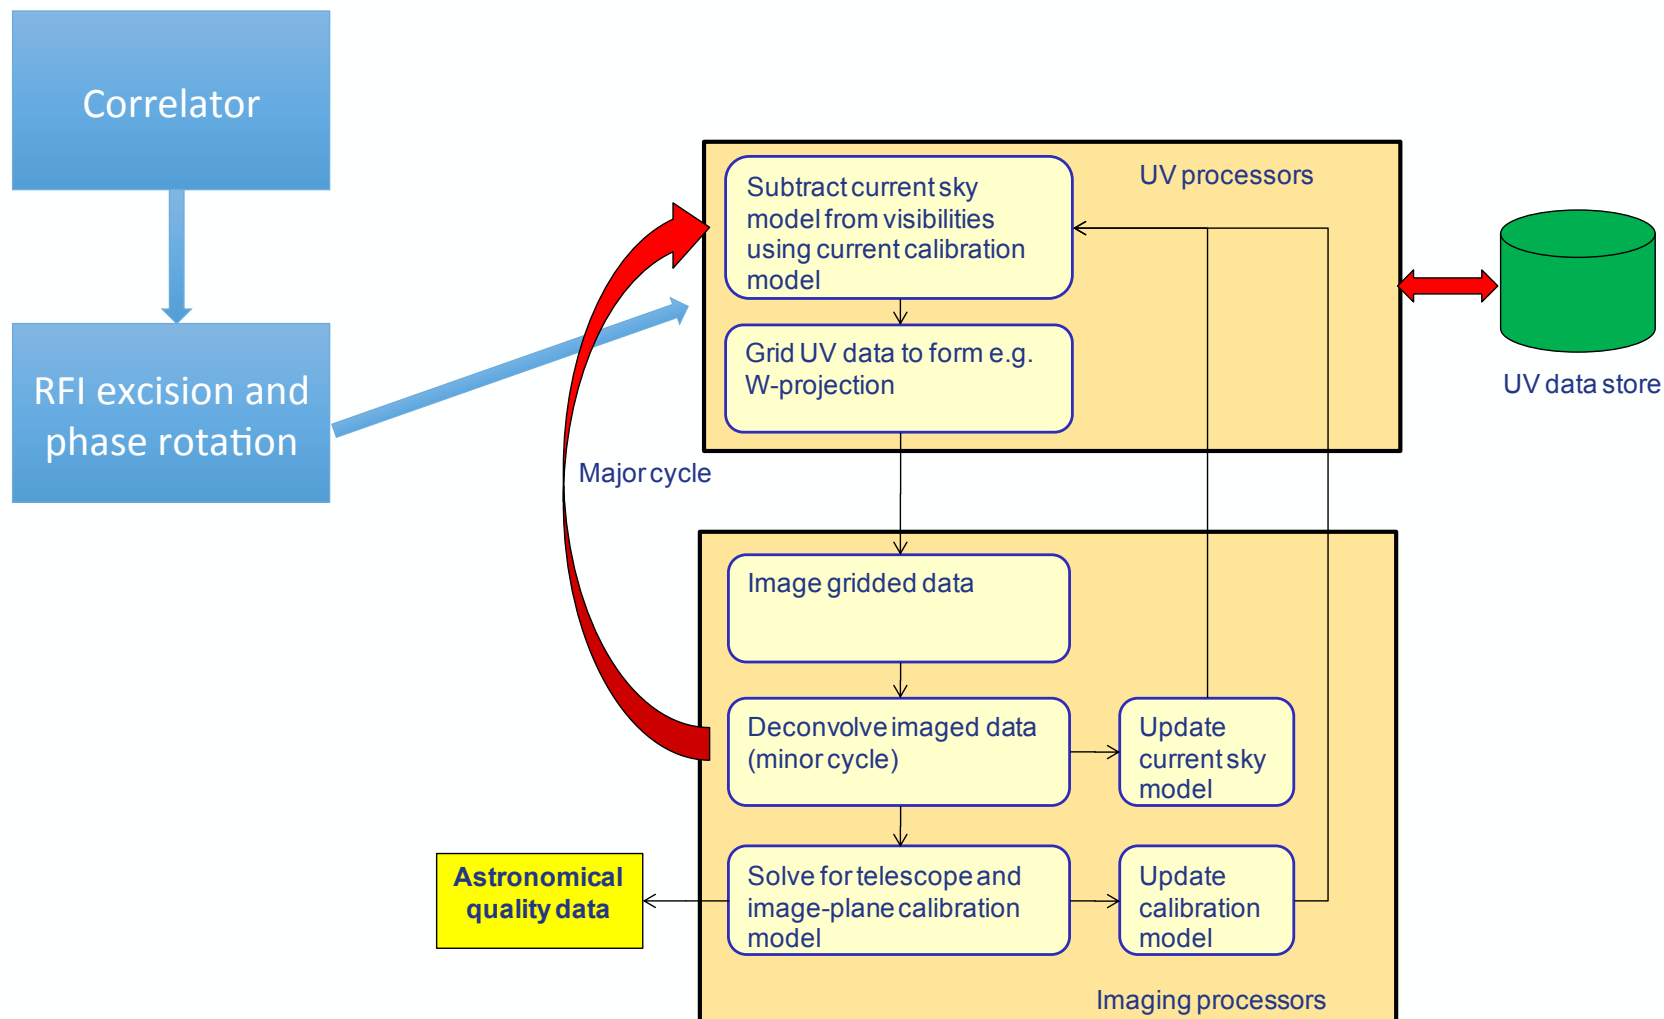 Correlator
RFI excision and
phase rotation
UV processors
Subtract current sky
model from visibilities
using current calibration
model
Grid UV data to form e.g.
W-projection
UV data store
Major cycle
Image gridded data
Deconvolve imaged data
(minor cycle)
Update
current sky
model
Astronomical
quality data
Solve for telescope and
image-plane calibration
model
Update
calibration
model
Imaging processors